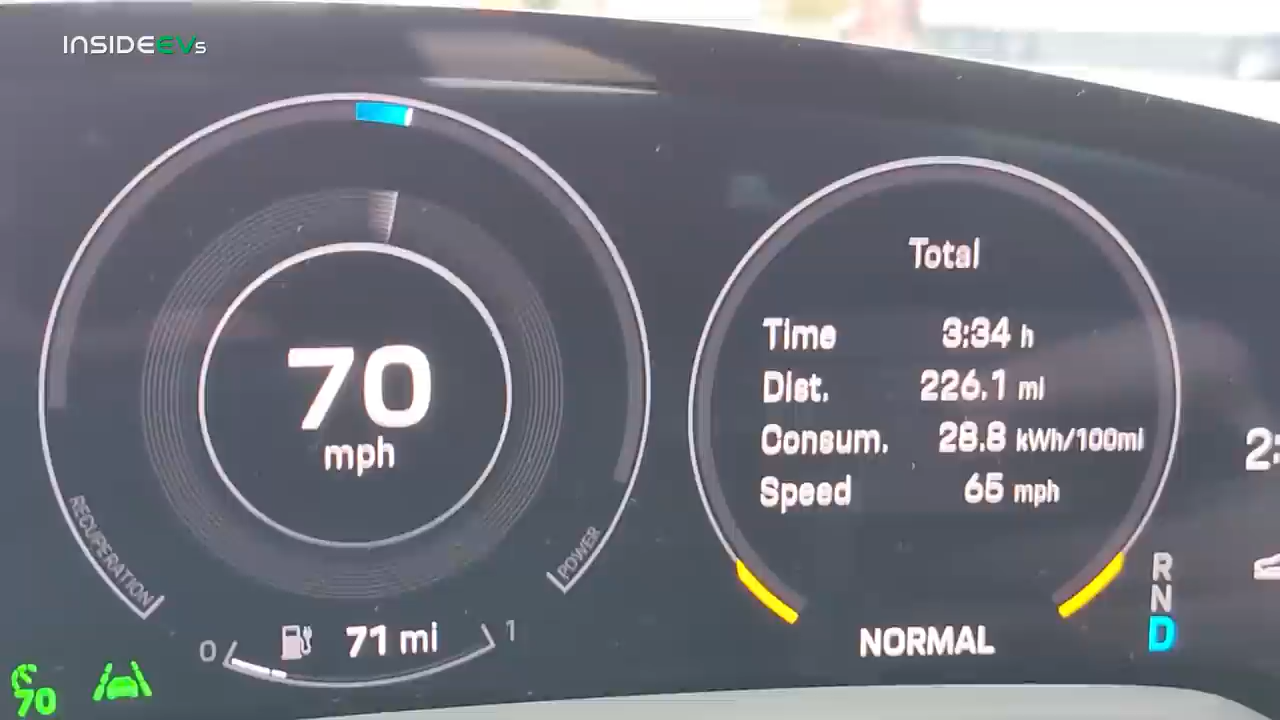 INSIDEEVs
70
mph
RECUPERATION
POWER
0
71 mi
1
70
Total
Time 3:34 h
Dist. 226.1 mi
Consum. 28.8 kWh/100mi
Speed 65 mph
NORMAL
R
N
D
2: